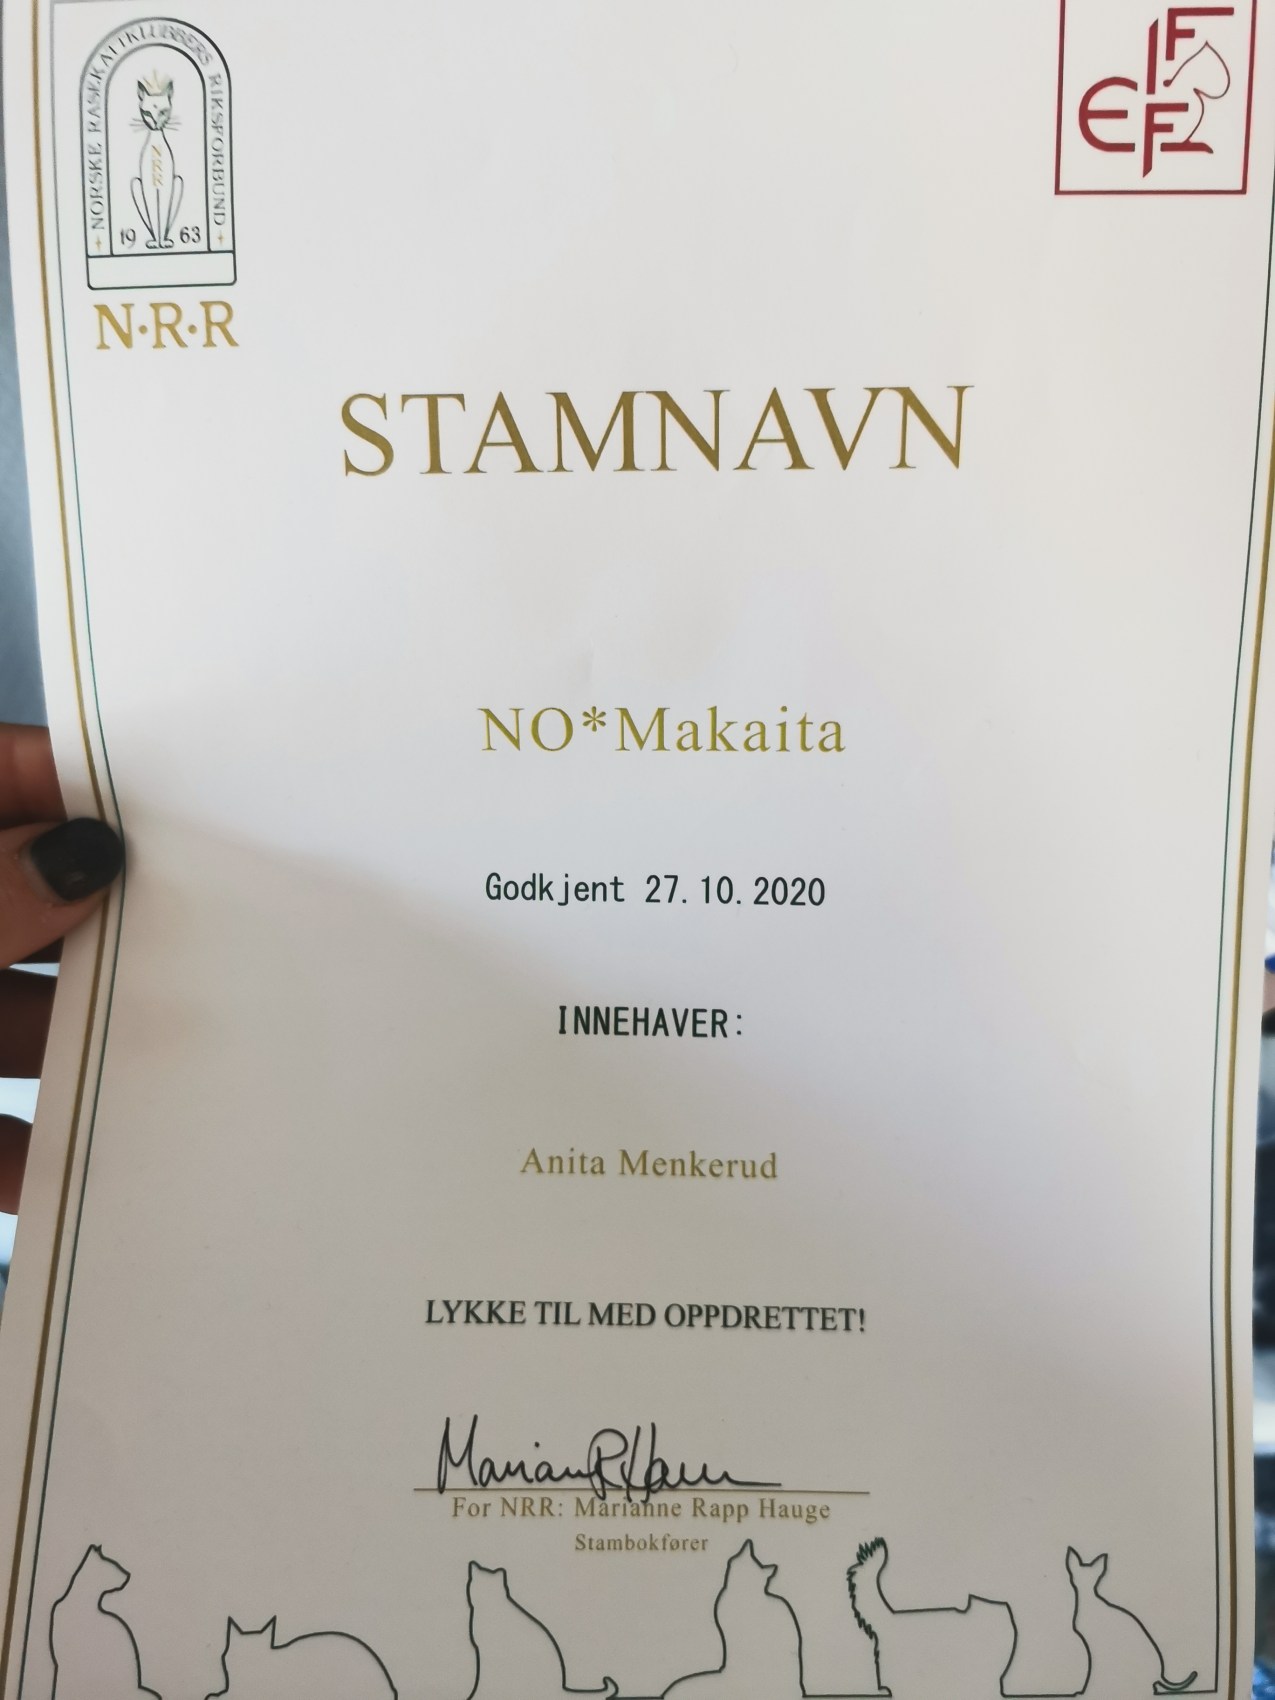 NORSKE RASEKATTKLUBBERS RIKSFORBUND
NRR
19 63
N·R·R
FIFE
STAMNAVN
NO*Makaita
Godkjent 27.10.2020
INNEHAVER:
Anita Menkerud
LYKKE TIL MED OPPDRETTET!
For NRR: Marianne Rapp Hauge
Stambokfører